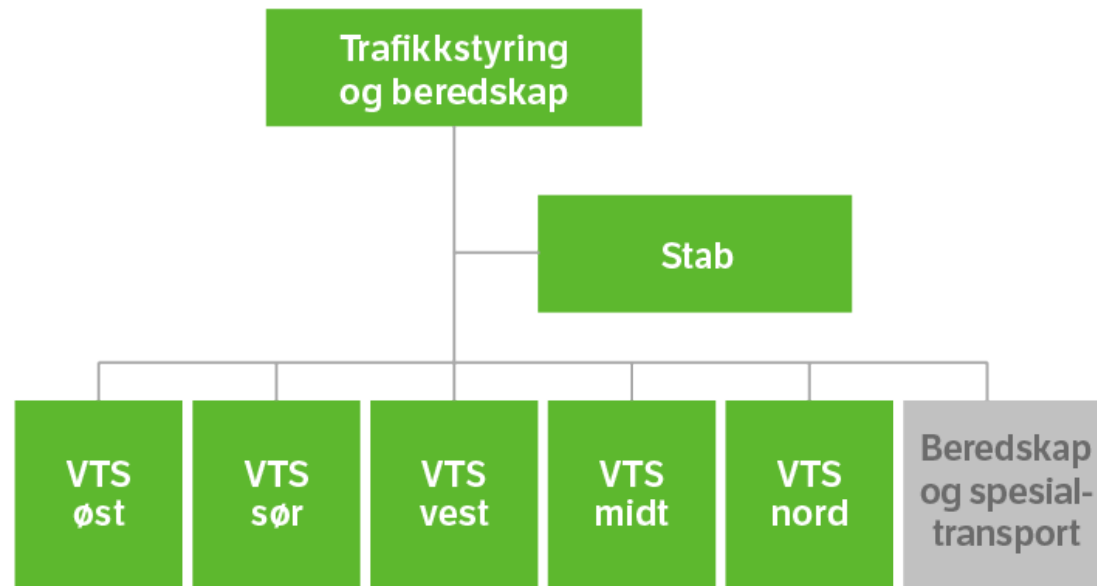 Trafikkstyring
og beredskap
Stab
VTS
øst
VTS
sør
VTS
vest
VTS
midt
VTS
nord
Beredskap
og spesial-
transport